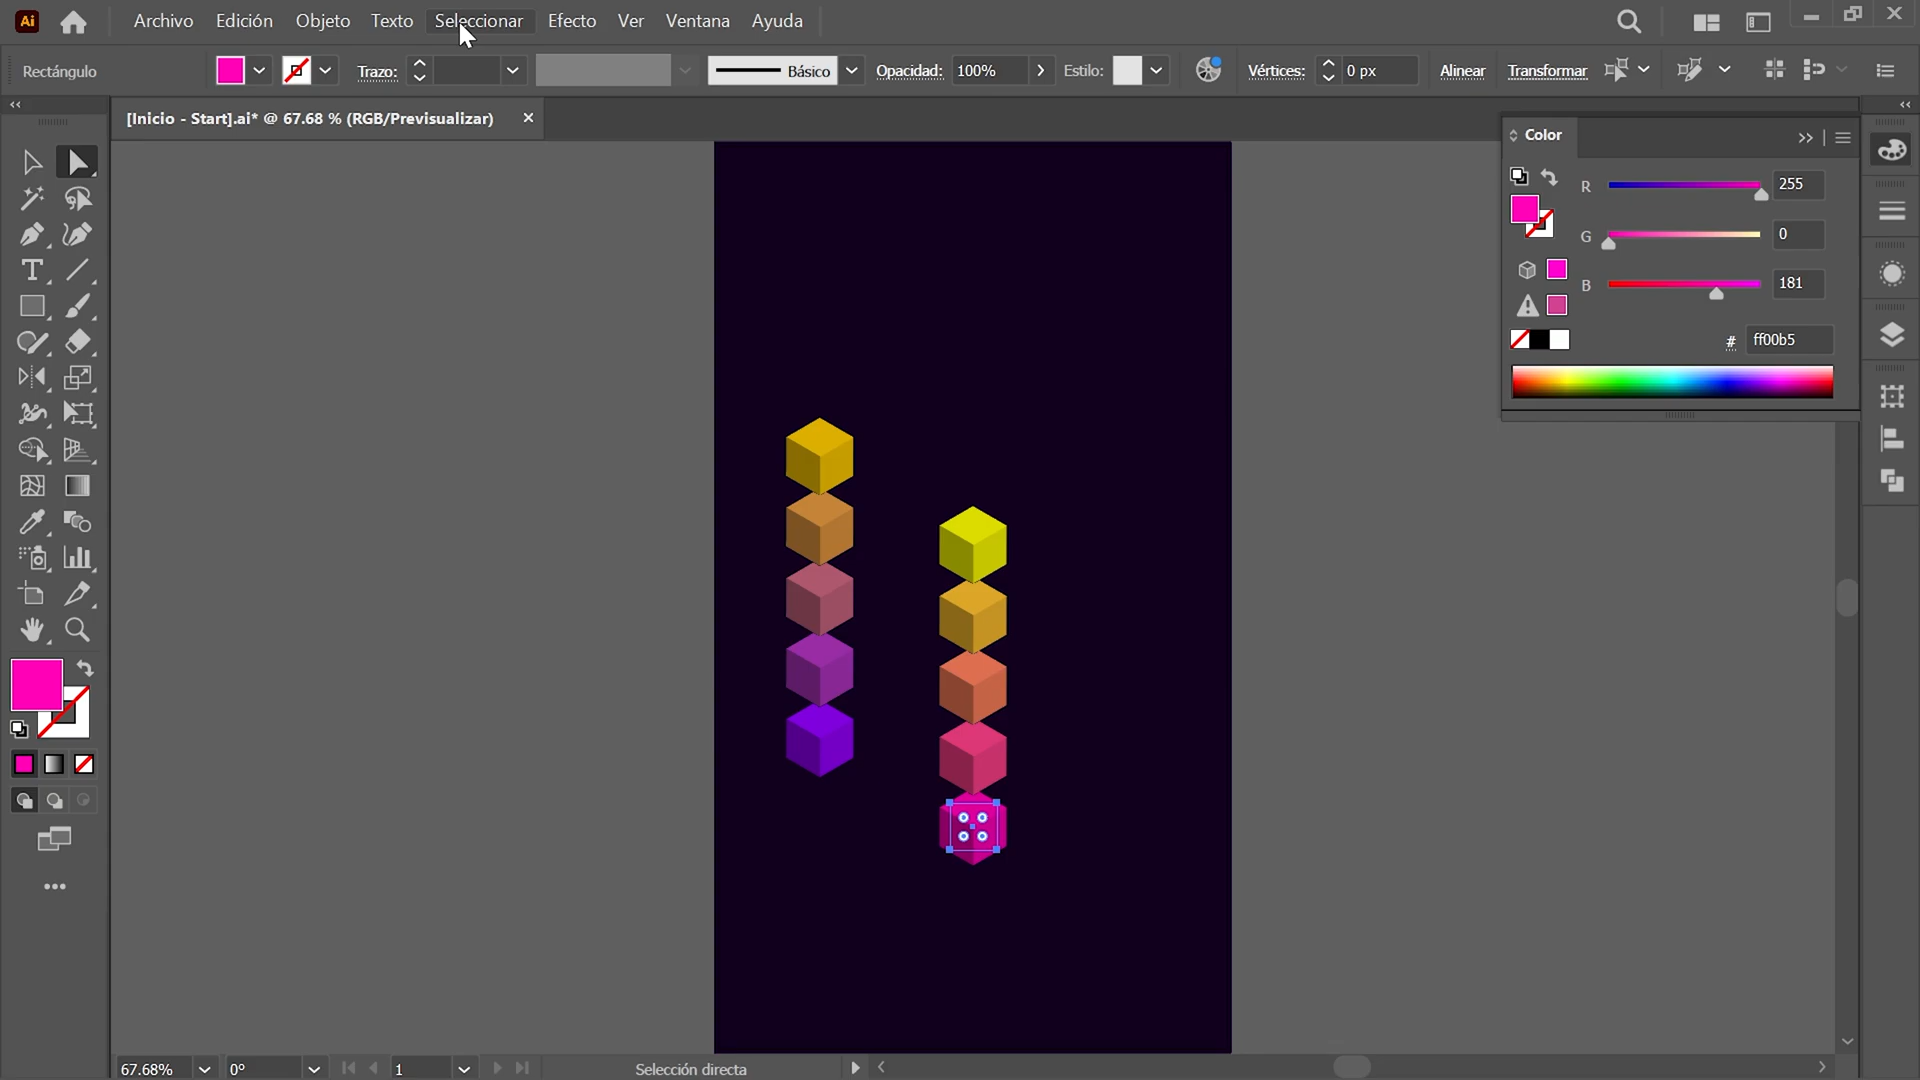 Ai Archivo Edición Objeto Texto Seleccionar Efecto Ver Ventana Ayuda
Rectángulo Trazo: Básico Opacidad: 100% Estilo: Vértices: 0 px Alinear Transformar
[Inicio - Start].ai* @ 67.68 % (RGB/Previsualizar)
Color
R 255
G 0
B 181
# ff00b5
67.68% 0° 1 Selección directa